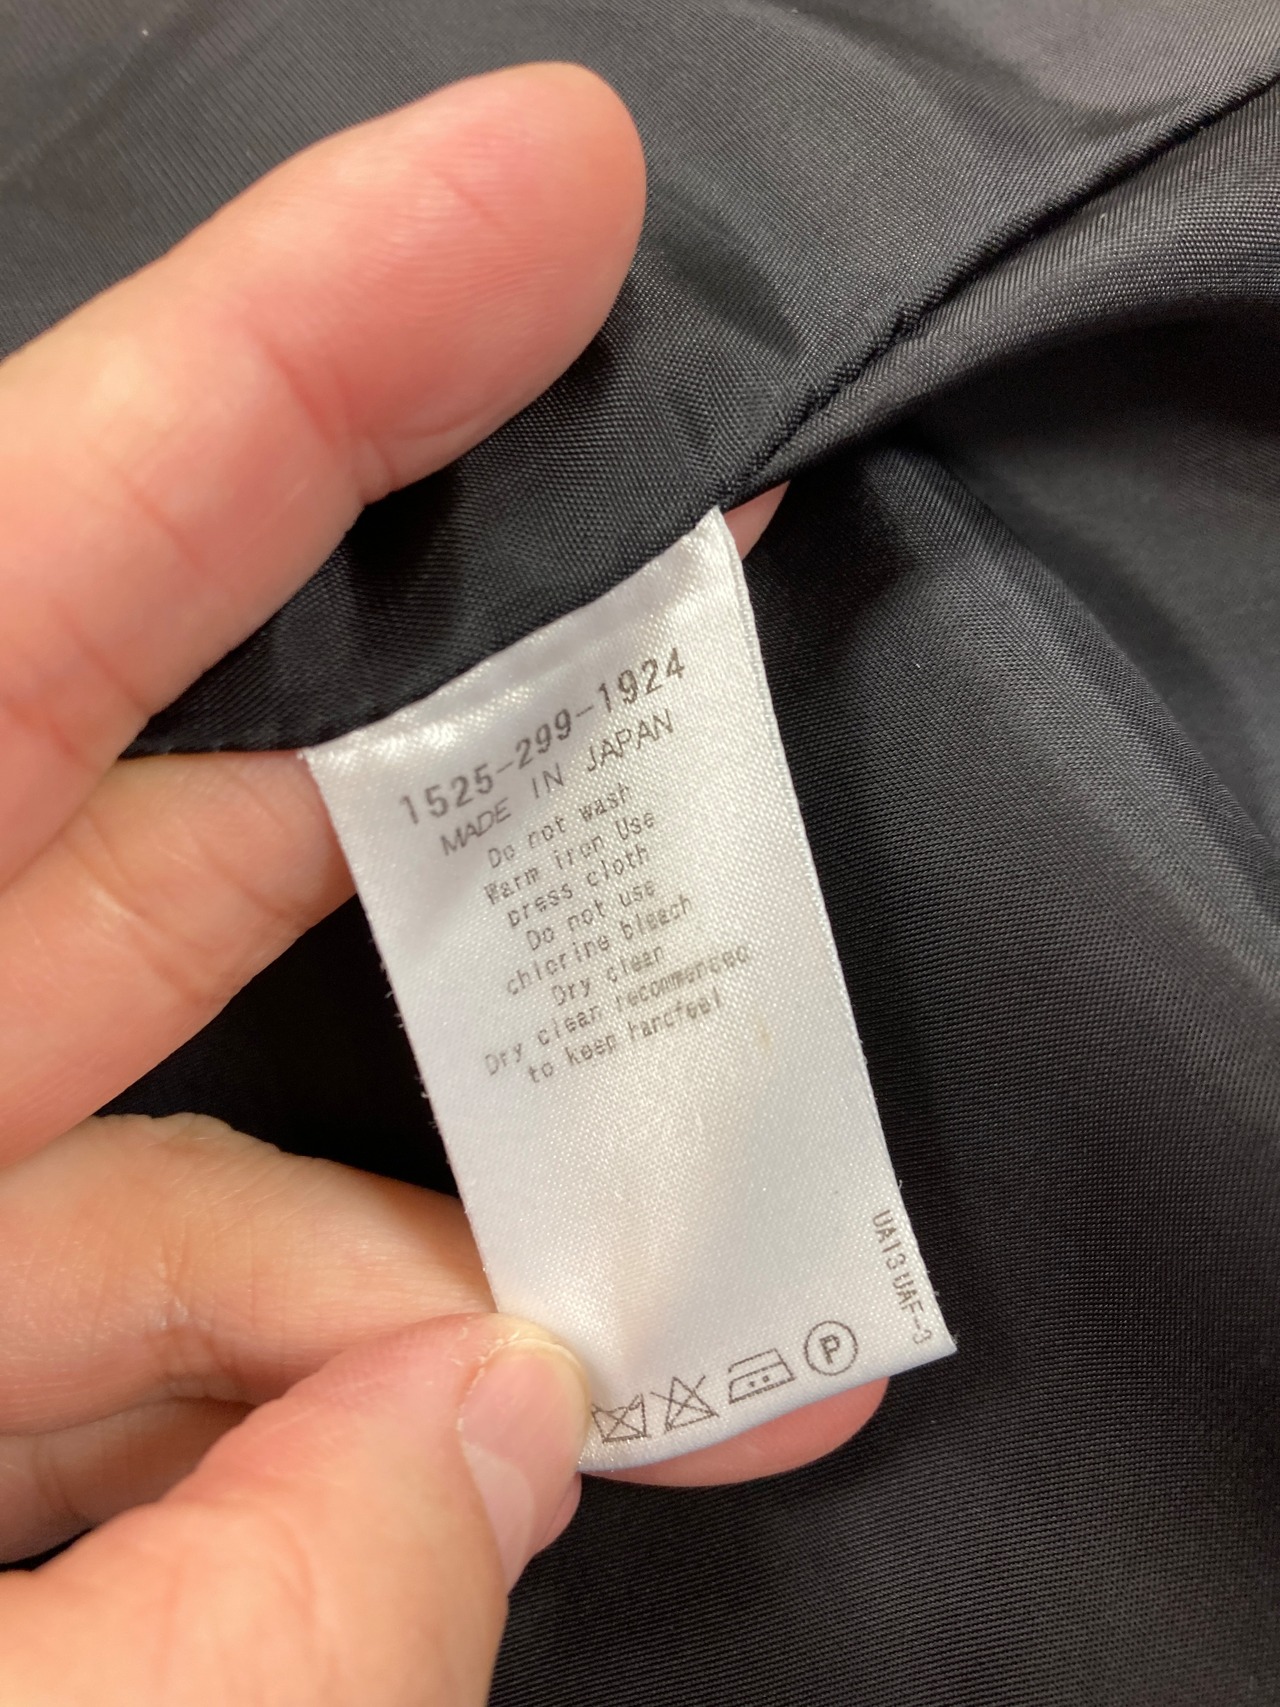 1525-299-1924
MADE IN JAPAN
Do not wash
Warm iron Use
press cloth
Do not use
chlorine bleach
Dry clean
Dry clean recommended
to keep handfeel
UA13UAF-3
P